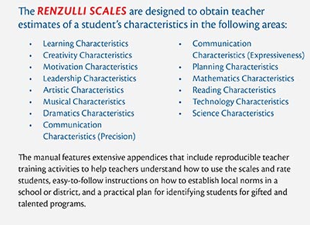 The RENZULLI SCALES are designed to obtain teacher
estimates of a student's characteristics in the following areas:
• Learning Characteristics
• Creativity Characteristics
• Motivation Characteristics
• Leadership Characteristics
• Artistic Characteristics
• Musical Characteristics
• Dramatics Characteristics
• Communication
Characteristics (Precision)
• Communication
Characteristics (Expressiveness)
• Planning Characteristics
• Mathematics Characteristics
• Reading Characteristics
• Technology Characteristics
• Science Characteristics
The manual features extensive appendices that include reproducible teacher
training activities to help teachers understand how to use the scales and rate
students, easy-to-follow instructions on how to establish local norms in a
school or district, and a practical plan for identifying students for gifted and
talented programs.